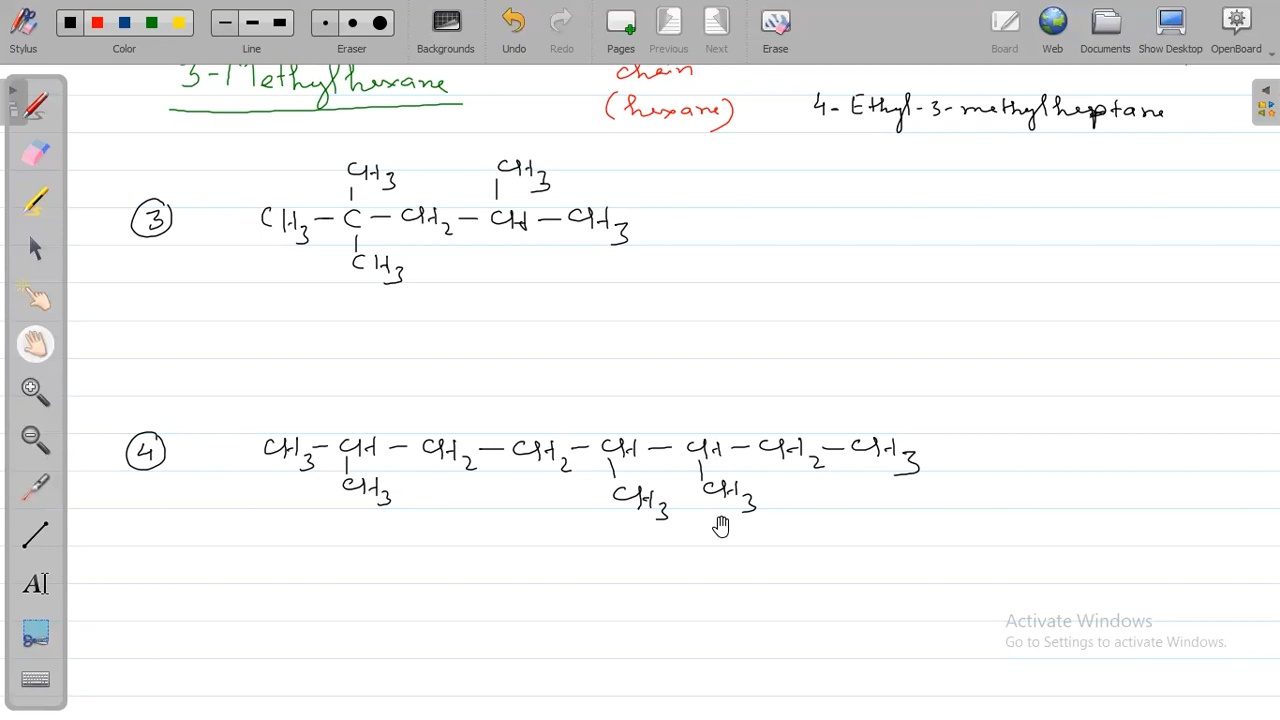 Stylus Color Line Eraser Backgrounds Undo Redo Pages Previous Next Erase Board Web Documents Show Desktop OpenBoard
3-Methylhexane
chain
(hexane)
4-Ethyl-3-methylheptane
CH3 CH3
③ CH3 - C - CH2 - CH - CH3
CH3
④ CH3 - CH - CH2 - CH2 - CH - CH - CH2 - CH3
CH3 CH3 CH3
Activate Windows
Go to Settings to activate Windows.